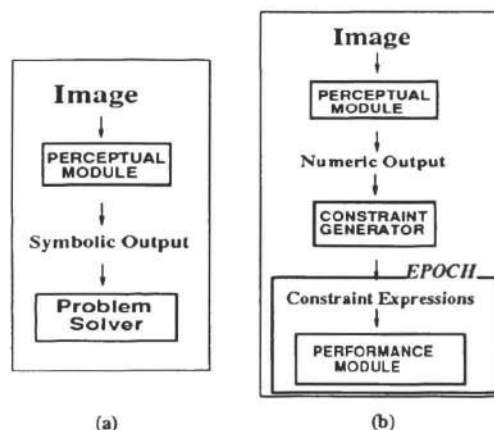 Image
PERCEPTUAL
MODULE
Symbolic Output
Problem
Solver
(a)
Image
PERCEPTUAL
MODULE
Numeric Output
CONSTRAINT
GENERATOR
EPOCH
Constraint Expressions
PERFORMANCE
MODULE
(b)